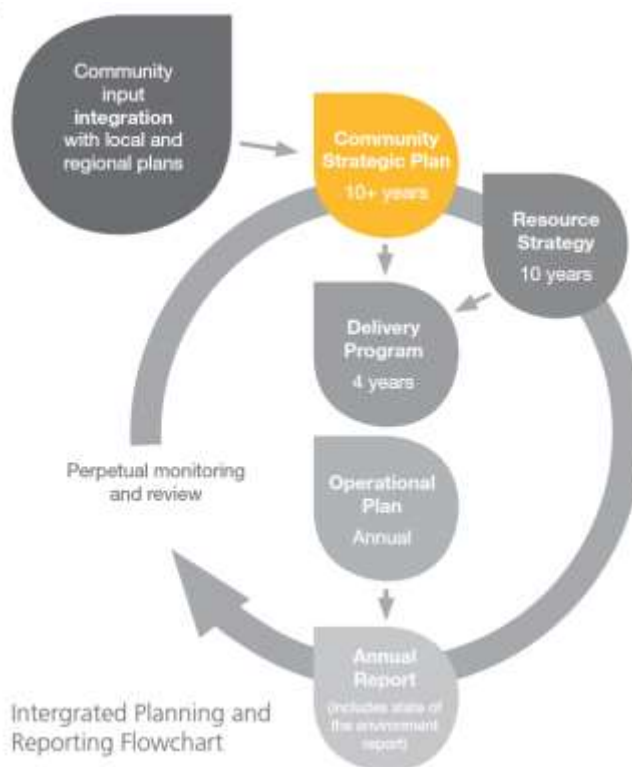 Community
input
integration
with local and
regional plans
Community
Strategic Plan
10+ years
Resource
Strategy
10 years
Delivery
Program
4 years
Perpetual monitoring
and review
Operational
Plan
Annual
Annual
Report
(includes state of
the environment
report)
Intergrated Planning and
Reporting Flowchart